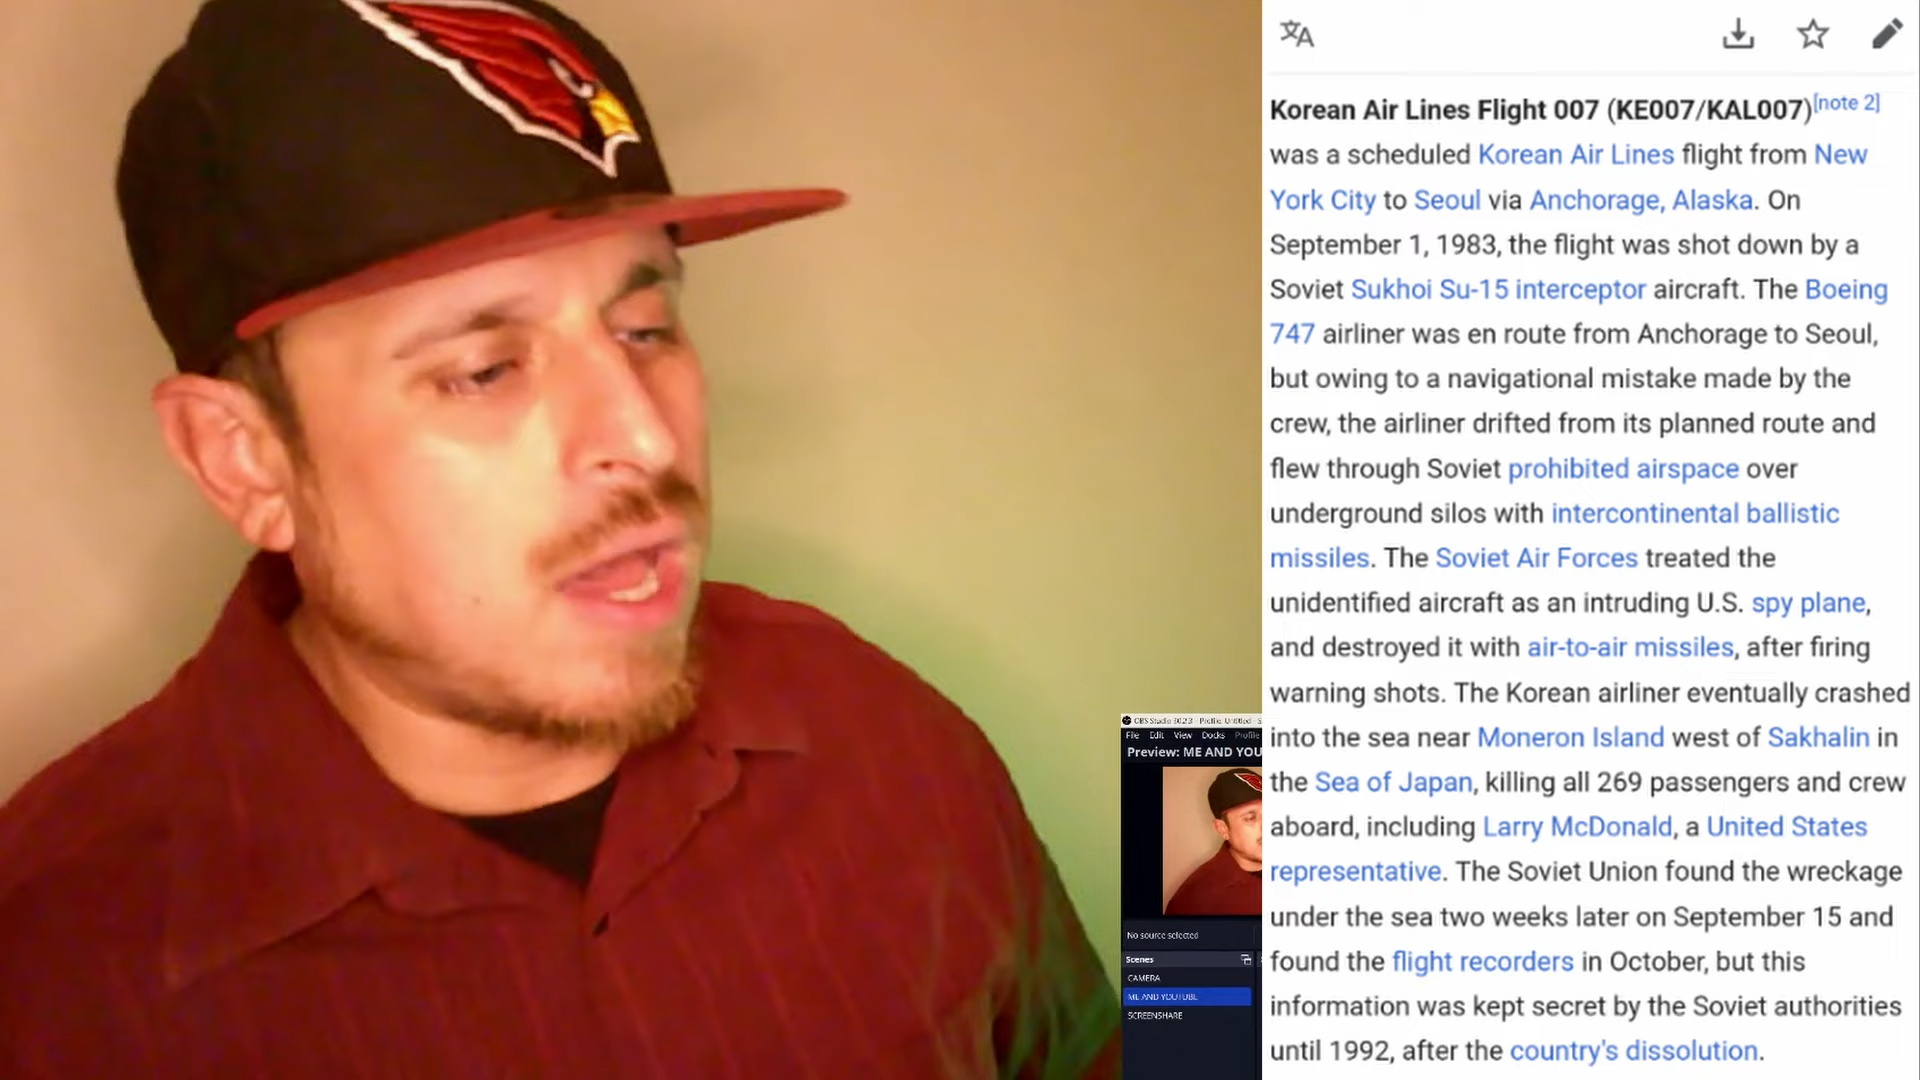 Korean Air Lines Flight 007 (KE007/KAL007)[note 2]
was a scheduled Korean Air Lines flight from New
York City to Seoul via Anchorage, Alaska. On
September 1, 1983, the flight was shot down by a
Soviet Sukhoi Su-15 interceptor aircraft. The Boeing
747 airliner was en route from Anchorage to Seoul,
but owing to a navigational mistake made by the
crew, the airliner drifted from its planned route and
flew through Soviet prohibited airspace over
underground silos with intercontinental ballistic
missiles. The Soviet Air Forces treated the
unidentified aircraft as an intruding U.S. spy plane,
and destroyed it with air-to-air missiles, after firing
warning shots. The Korean airliner eventually crashed
into the sea near Moneron Island west of Sakhalin in
the Sea of Japan, killing all 269 passengers and crew
aboard, including Larry McDonald, a United States
representative. The Soviet Union found the wreckage
under the sea two weeks later on September 15 and
found the flight recorders in October, but this
information was kept secret by the Soviet authorities
until 1992, after the country's dissolution.
OBS Studio 30.2.3 - Profile: Untitled - S
File Edit View Docks Profile
Preview: ME AND YOU
No source selected
Scenes
CAMERA
ME AND YOUTUBE
SCREENSHARE